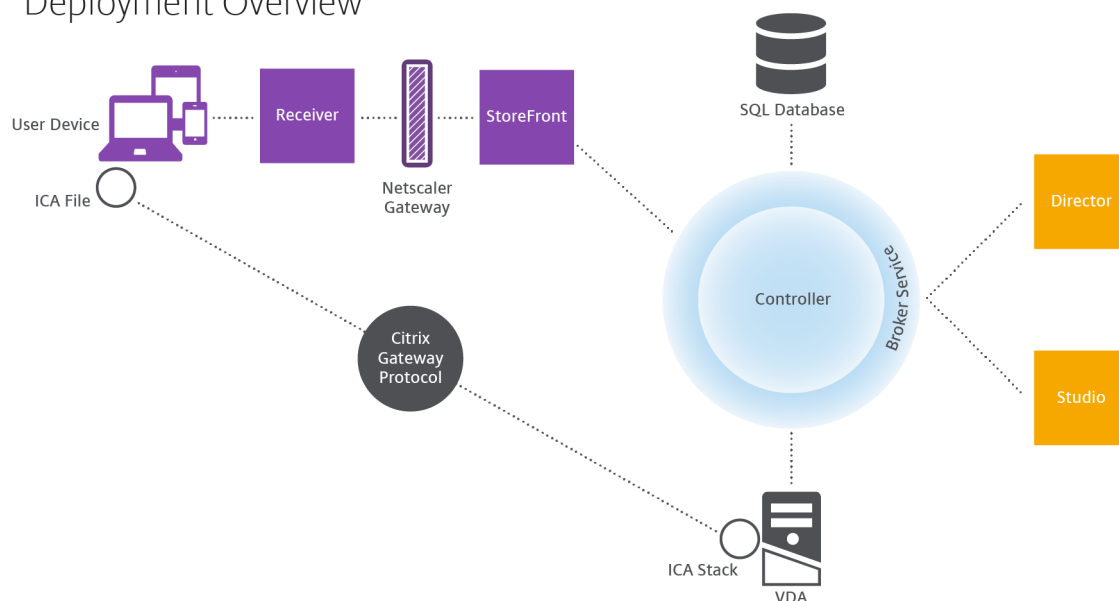 Deployment Overview
SQL Database
User Device
Receiver
StoreFront
Netscaler
Gateway
ICA File
Director
Broker Service
Controller
Citrix
Gateway
Protocol
Studio
ICA Stack
VDA